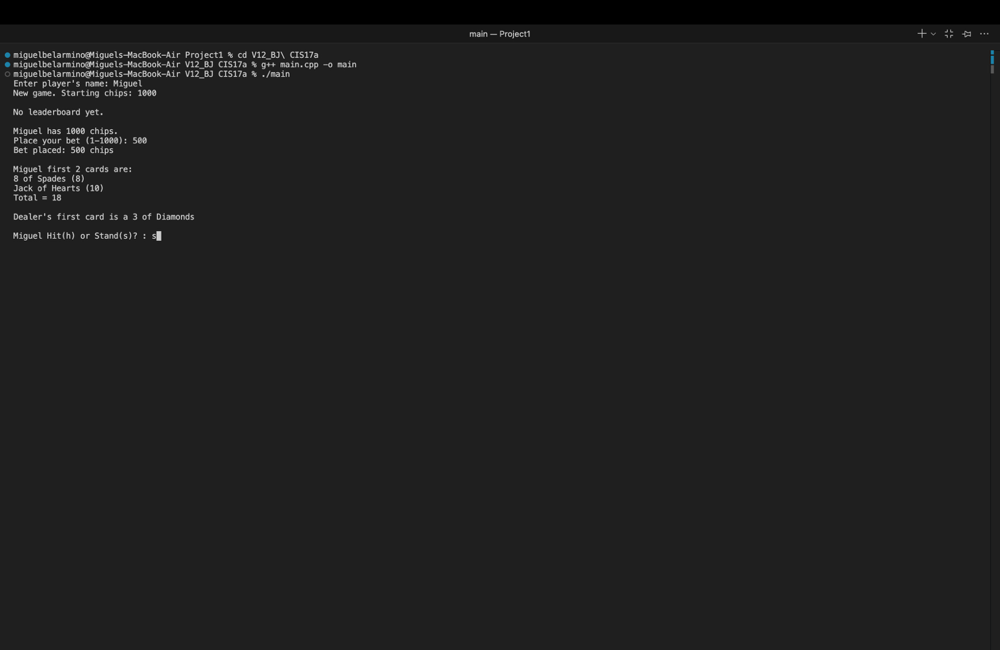 main — Project1
miguelbelarmino@Miguels-MacBook-Air Project1 % cd V12_BJ\ CIS17a
miguelbelarmino@Miguels-MacBook-Air V12_BJ CIS17a % g++ main.cpp -o main
miguelbelarmino@Miguels-MacBook-Air V12_BJ CIS17a % ./main
Enter player's name: Miguel
New game. Starting chips: 1000
No leaderboard yet.
Miguel has 1000 chips.
Place your bet (1-1000): 500
Bet placed: 500 chips
Miguel first 2 cards are:
8 of Spades (8)
Jack of Hearts (10)
Total = 18
Dealer's first card is a 3 of Diamonds
Miguel Hit(h) or Stand(s)? : s